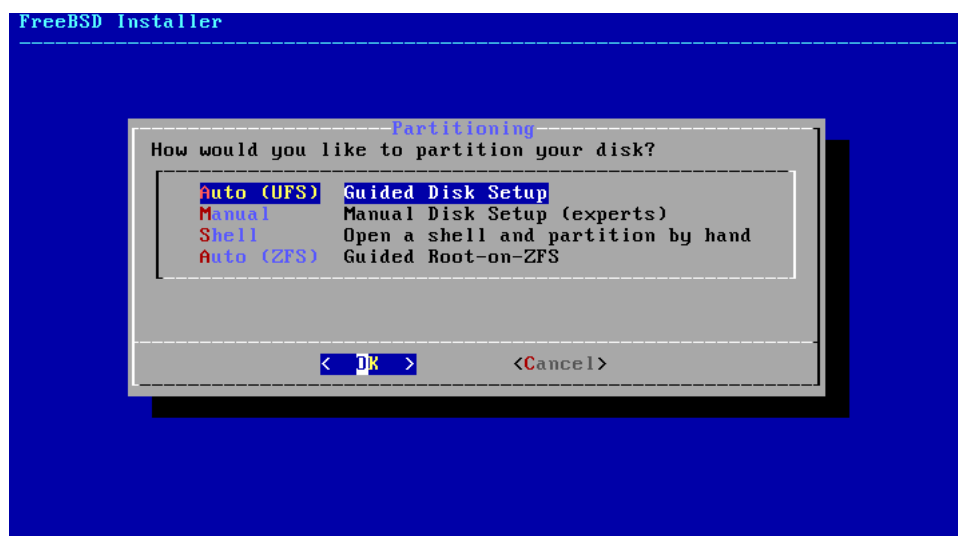 FreeBSD Installer
Partitioning
How would you like to partition your disk?
Auto (UFS) Guided Disk Setup
Manual Manual Disk Setup (experts)
Shell Open a shell and partition by hand
Auto (ZFS) Guided Root-on-ZFS
< OK > <Cancel>